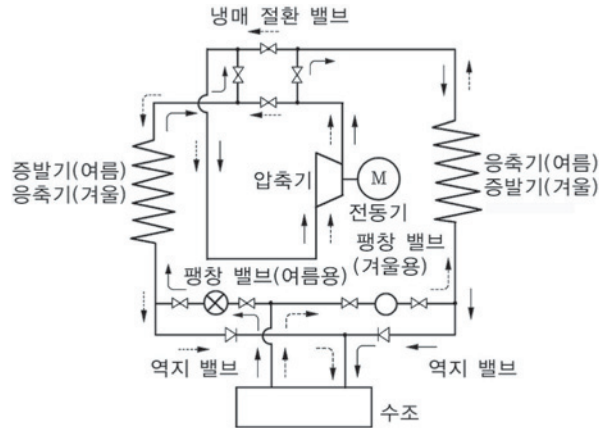 냉매 절환 밸브
증발기(여름)
응축기(겨울)
압축기
M
전동기
응축기(여름)
증발기(겨울)
팽창 밸브
(겨울용)
팽창 밸브(여름용)
역지 밸브
역지 밸브
수조